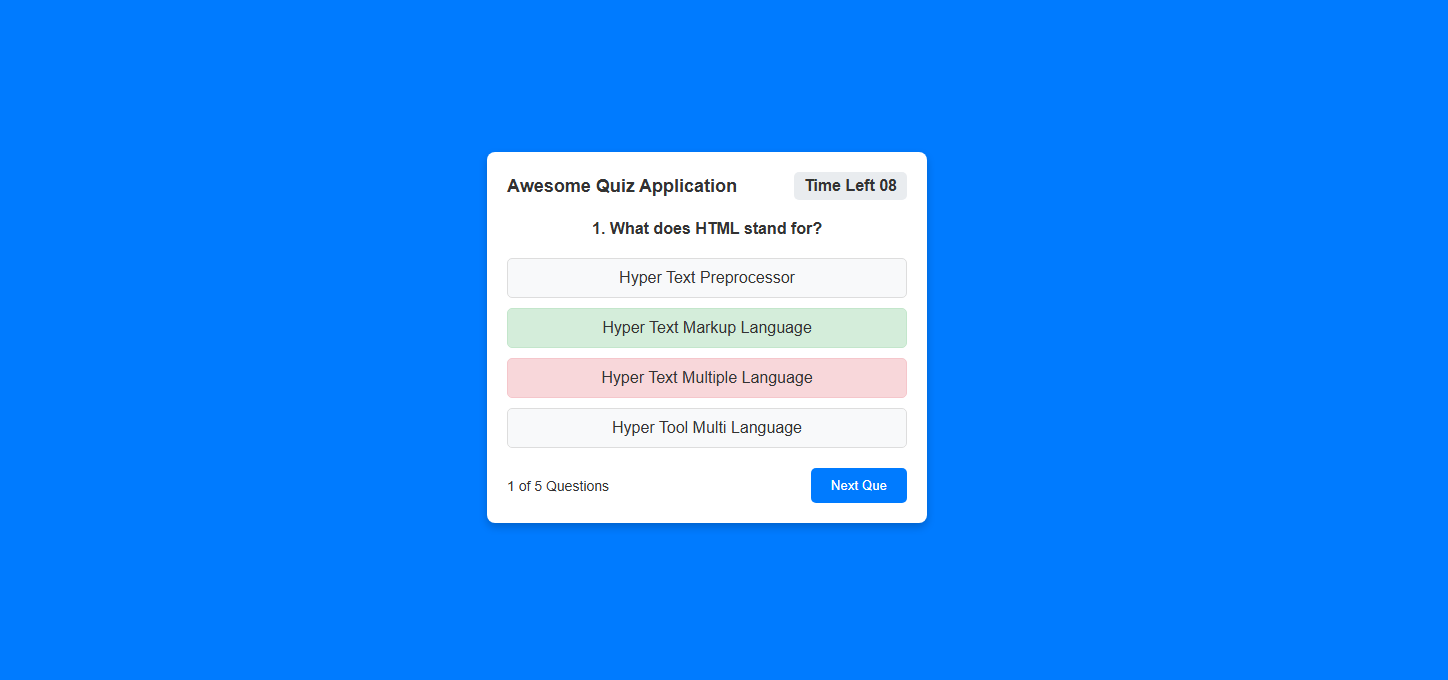 Awesome Quiz Application
Time Left 08
1. What does HTML stand for?
Hyper Text Preprocessor
Hyper Text Markup Language
Hyper Text Multiple Language
Hyper Tool Multi Language
1 of 5 Questions
Next Que